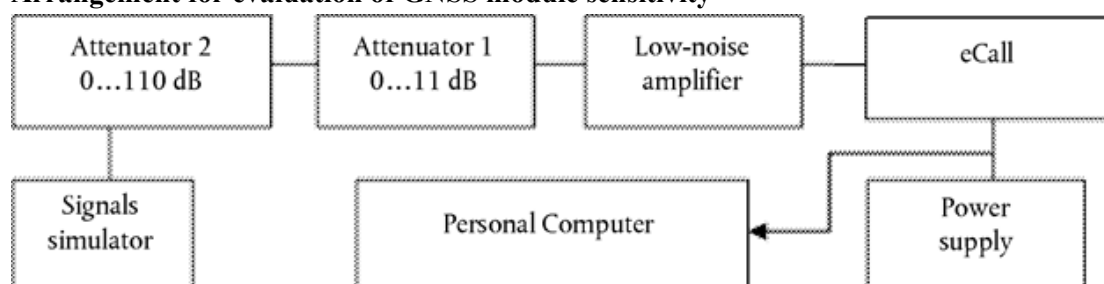 Arrangement for evaluation of GNSS module sensitivity
Attenuator 2
0...110 dB
Attenuator 1
0...11 dB
Low-noise
amplifier
eCall
Signals
simulator
Personal Computer
Power
supply